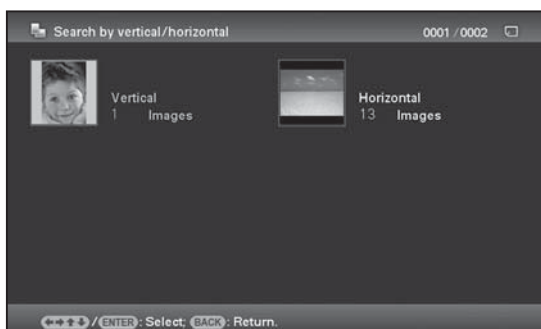 Search by vertical/horizontal 0001/0002
Vertical
1 Images
Horizontal
13 Images
/ENTER: Select; BACK: Return.